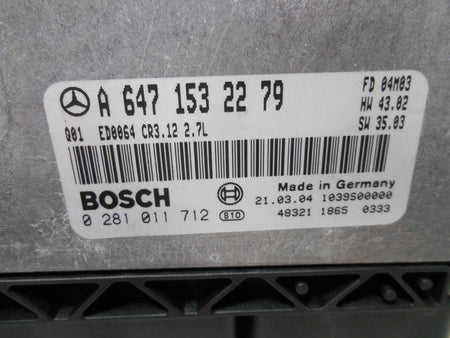 A 647 153 22 79
FD 04M03
HW 43.02
SW 35.03
Q01 ED0064 CR3.12 2.7L
BOSCH
0 281 011 712 810
Made in Germany
21.03.04 1039S00000
48321 1865 0333